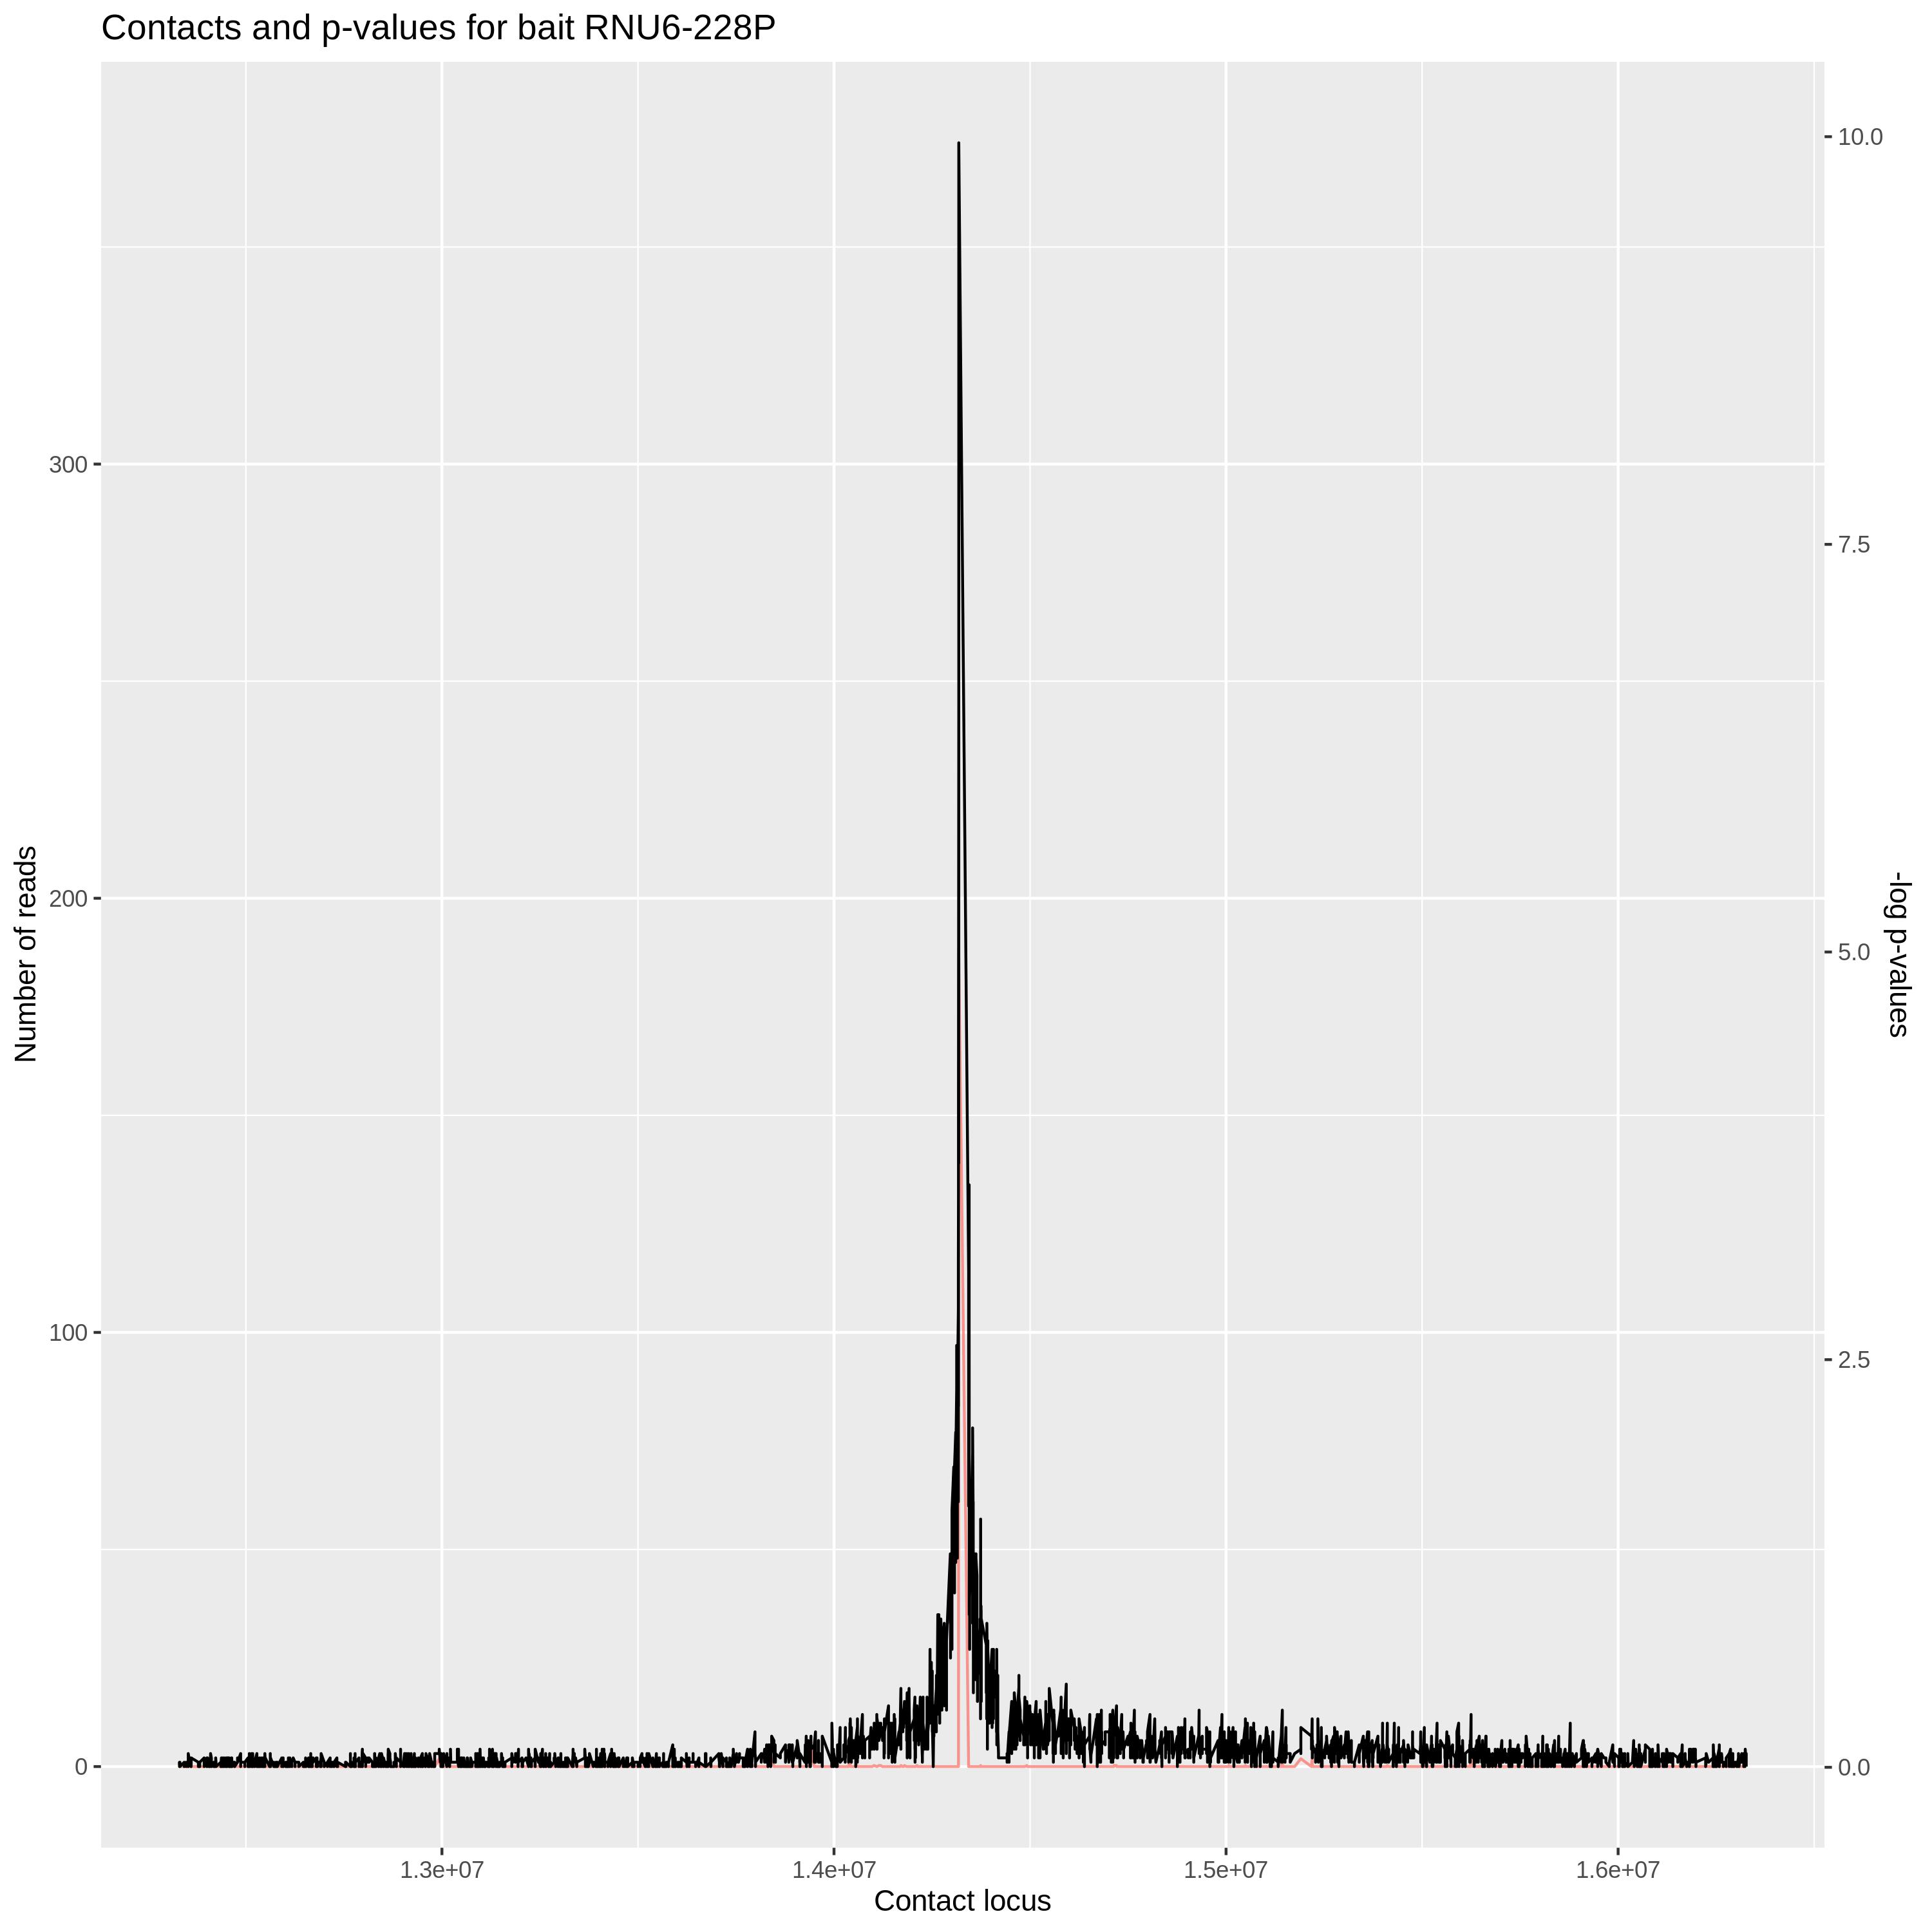 Contacts and p-values for bait RNU6-228P
10.0
300
7.5
Number of reads
200
5.0
-log p-values
100
2.5
0
0.0
1.3e+07
1.4e+07
1.5e+07
1.6e+07
Contact locus